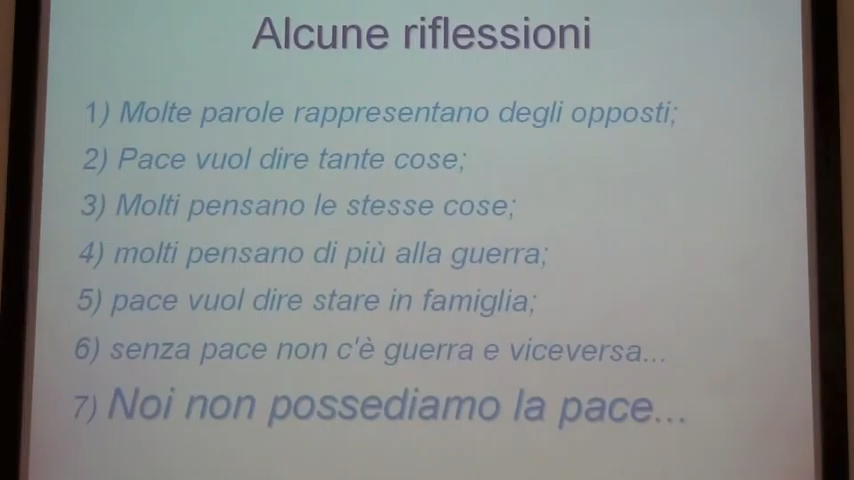 Alcune riflessioni
1) Molte parole rappresentano degli opposti;
2) Pace vuol dire tante cose;
3) Molti pensano le stesse cose;
4) molti pensano di più alla guerra;
5) pace vuol dire stare in famiglia;
6) senza pace non c'è guerra e viceversa...
7) Noi non possediamo la pace...